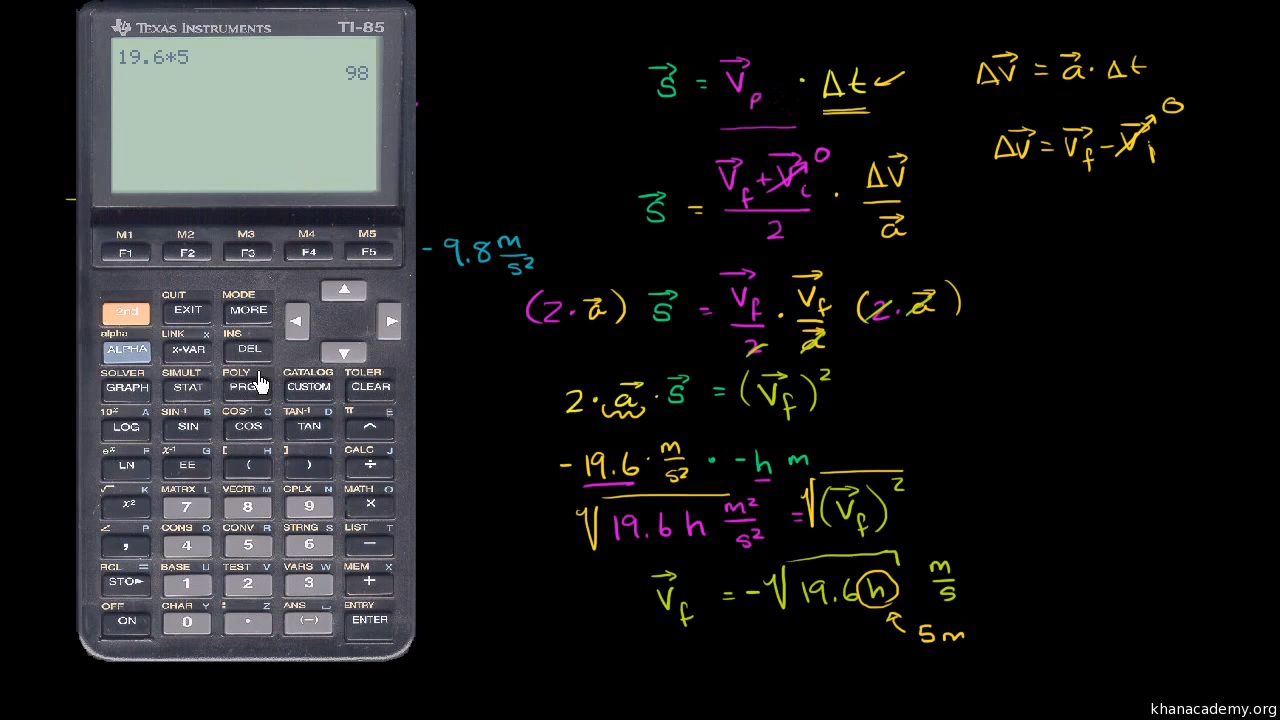 TEXAS INSTRUMENTS TI-85
19.6*5
98
M1 M2 M3 M4 M5
F1 F2 F3 F4 F5
QUIT MODE
2nd EXIT MORE
alpha LINK x INS
ALPHA x-VAR DEL
SOLVER SIMULT POLY CATALOG TOLER
GRAPH STAT CUSTOM CLEAR
10ˣ A SIN⁻¹ B COS⁻¹ C TAN⁻¹ D π E
LOG SIN COS TAN ^
eˣ F x⁻¹ G [ H ] I CALC J
LN EE ( ) ÷
√ K MATRX L VECTR M CPLX N MATH O
x² 7 8 9 ×
∠ P CONS Q CONV R STRNG S LIST T
, 4 5 6 −
RCL = BASE U TEST V VARS W MEM X
STO► 1 2 3 +
OFF CHAR Y : Z ANS ␣ ENTRY
ON 0 . (−) ENTER
- 9.8 m/s²
s⃗ = v⃗p · Δt ✓
s⃗ = (v⃗f + v⃗i)/2 · Δv⃗/a⃗
0
(2·a⃗) s⃗ = v⃗f/2 · v⃗f/a⃗ (2·a⃗)
2·a⃗·s⃗ = (v⃗f)²
-19.6 · m/s² · -h m
√19.6 h m²/s² = √(v⃗f)²
v⃗f = -√19.6h m/s
5m
Δv⃗ = a⃗· Δt
Δv⃗ = v⃗f - v⃗i
0
khanacademy.org